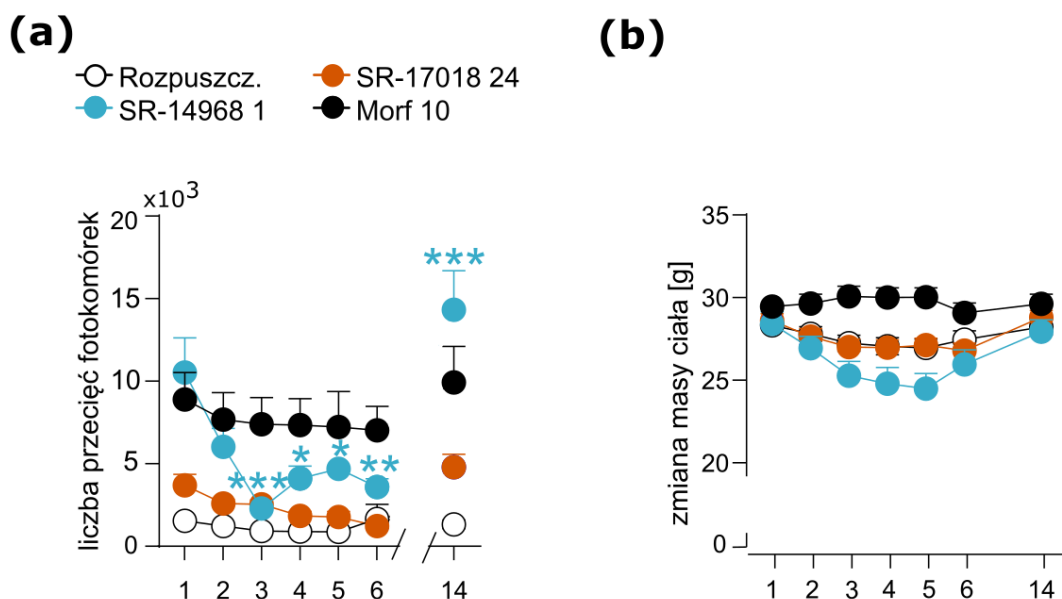 (a)
(b)
Rozpuszcz.
SR-17018 24
SR-14968 1
Morf 10
x10³
liczba przecięć fotokomórek
20
15
10
5
0
***
***
*
*
**
1 2 3 4 5 6 14
zmiana masy ciała [g]
35
30
25
20
0
1 2 3 4 5 6 14